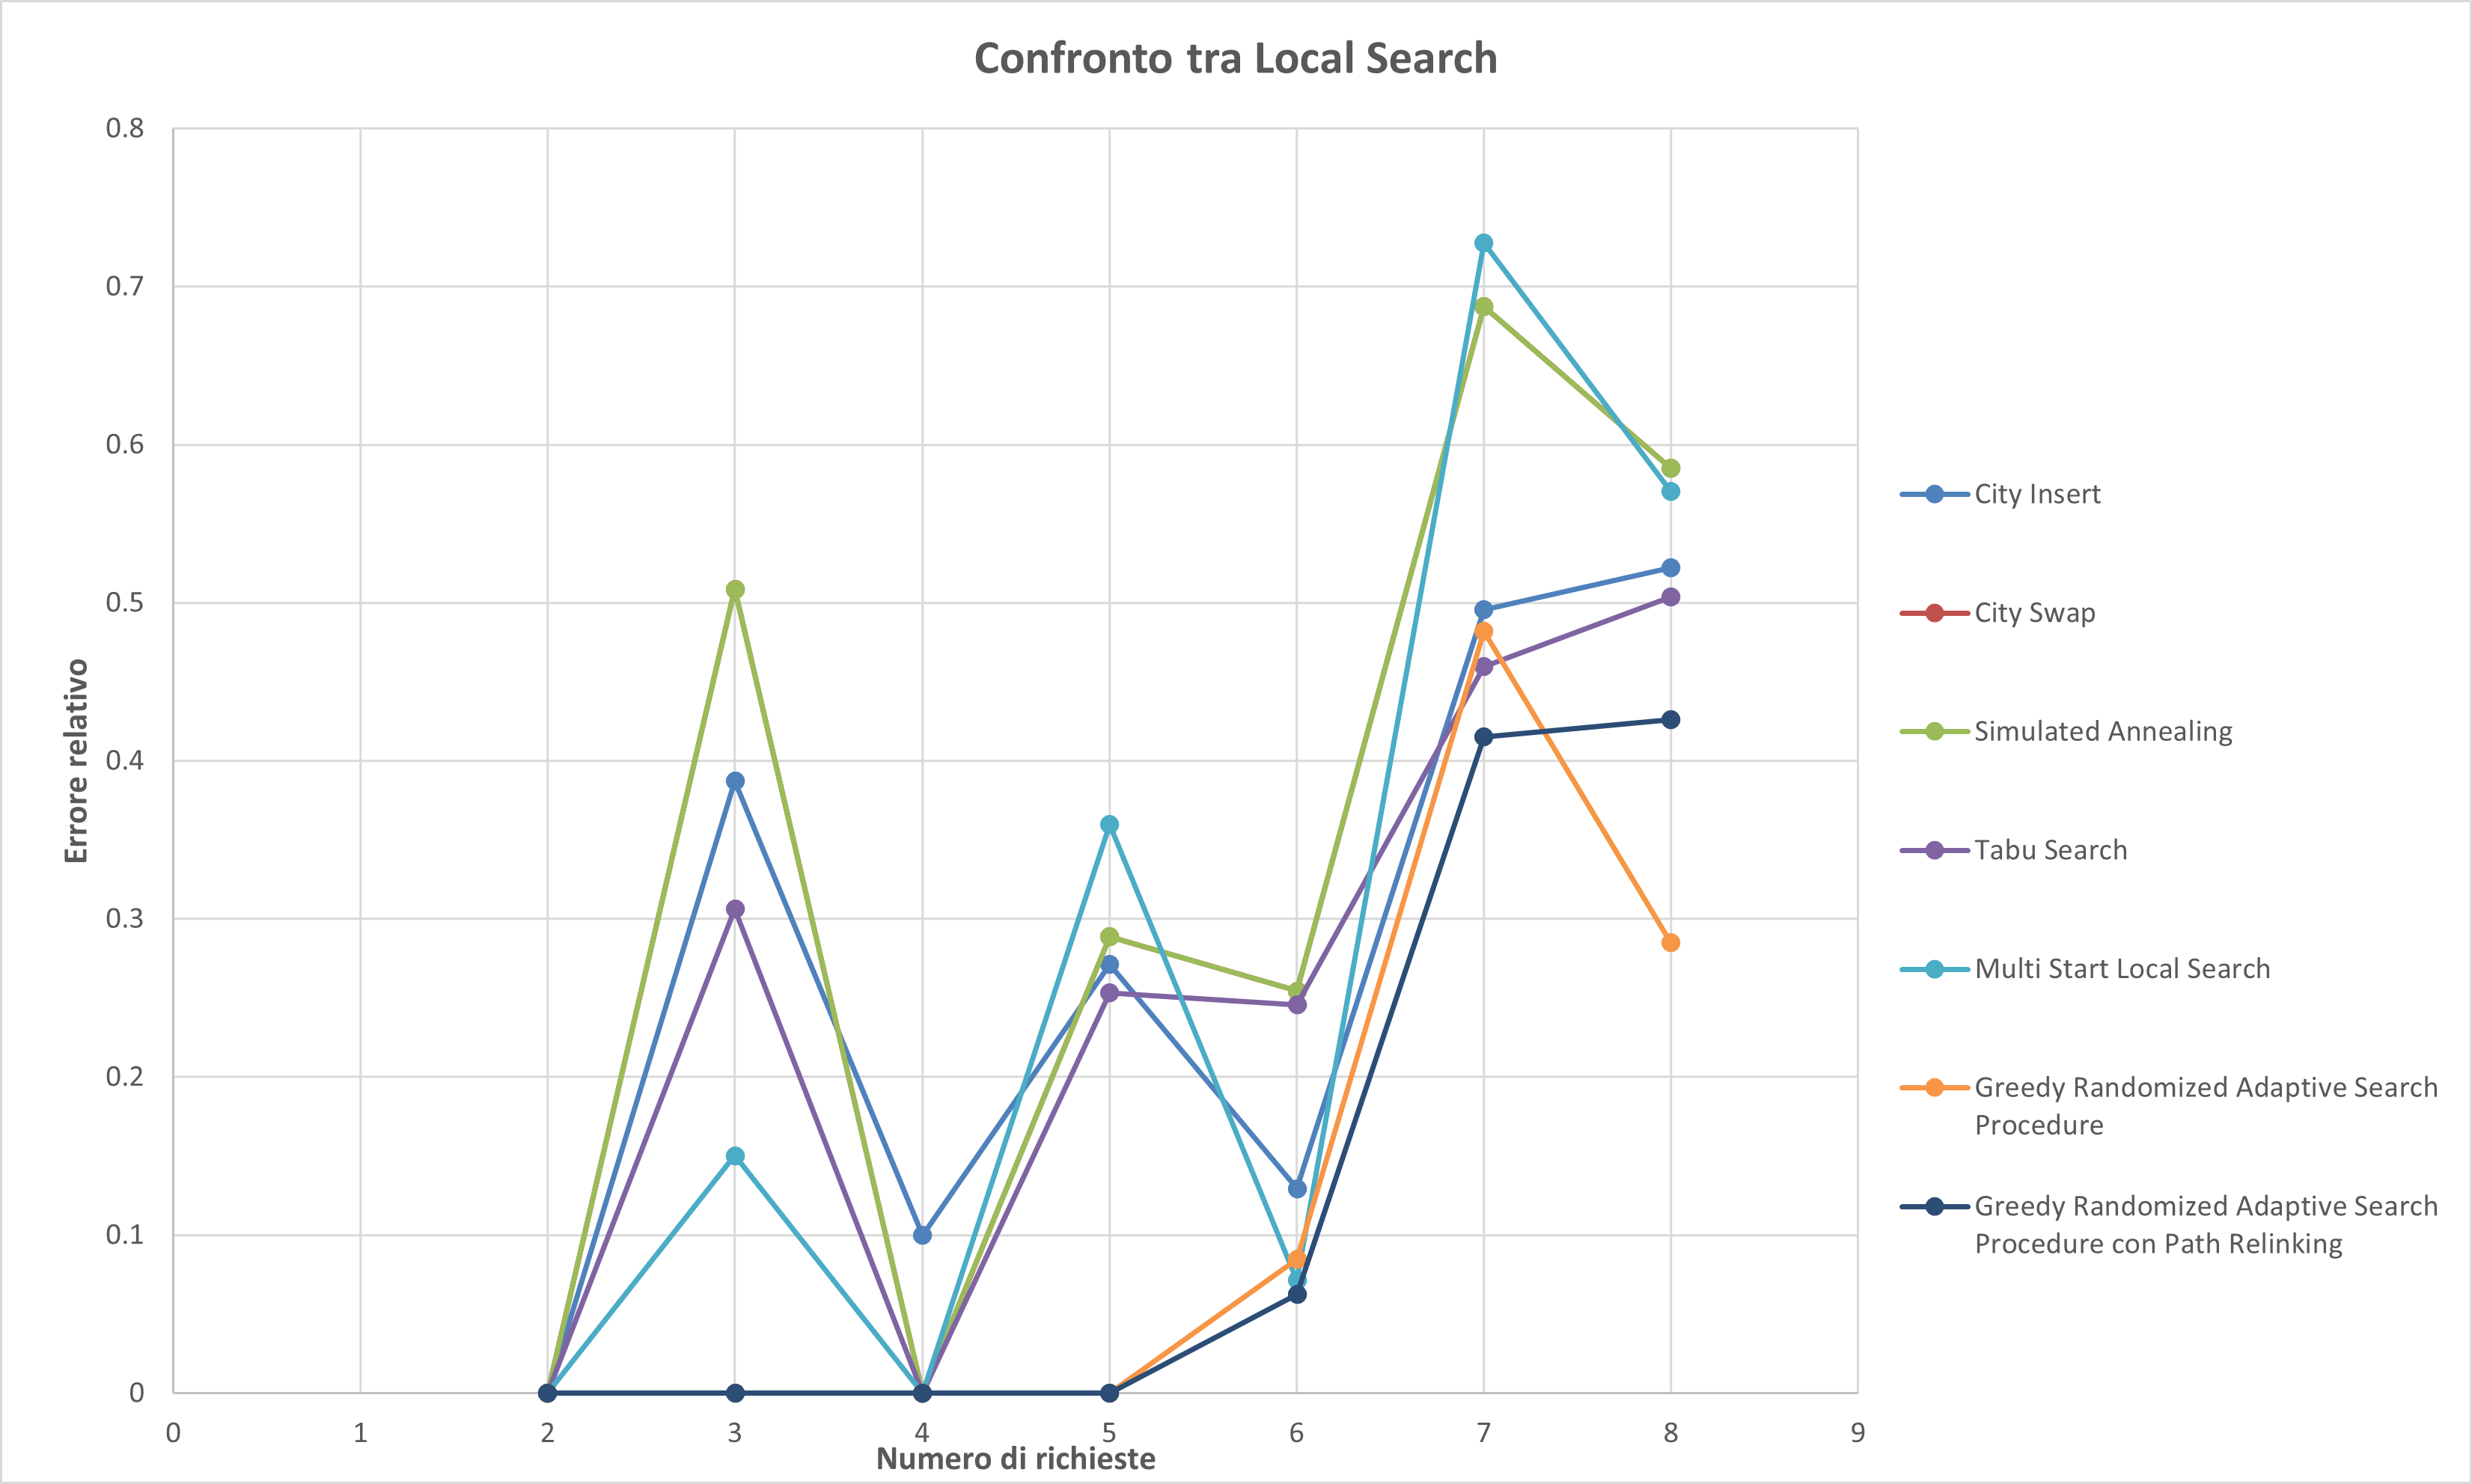 Confronto tra Local Search
0.8
0.7
0.6
0.5
0.4
0.3
0.2
0.1
0
Errore relativo
0 1 2 3 4 5 6 7 8 9
Numero di richieste
City Insert
City Swap
Simulated Annealing
Tabu Search
Multi Start Local Search
Greedy Randomized Adaptive Search
Procedure
Greedy Randomized Adaptive Search
Procedure con Path Relinking